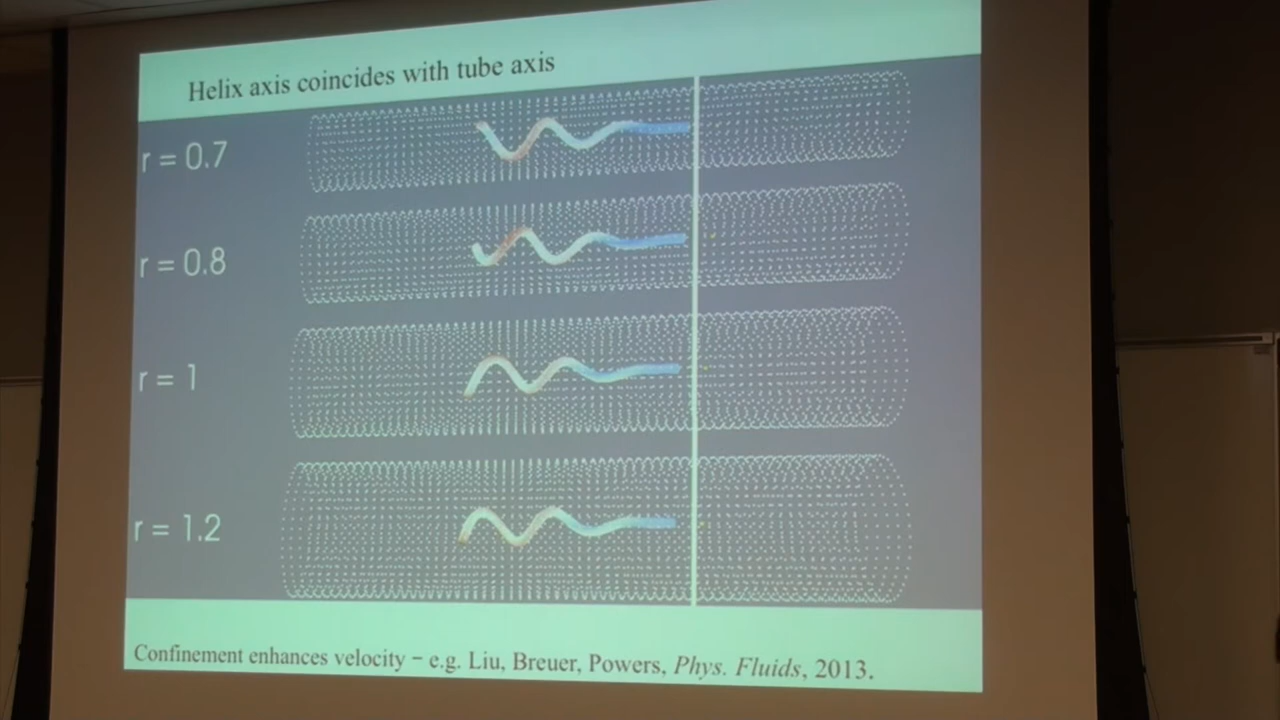 Helix axis coincides with tube axis
r = 0.7
r = 0.8
r = 1
r = 1.2
Confinement enhances velocity – e.g. Liu, Breuer, Powers, Phys. Fluids, 2013.